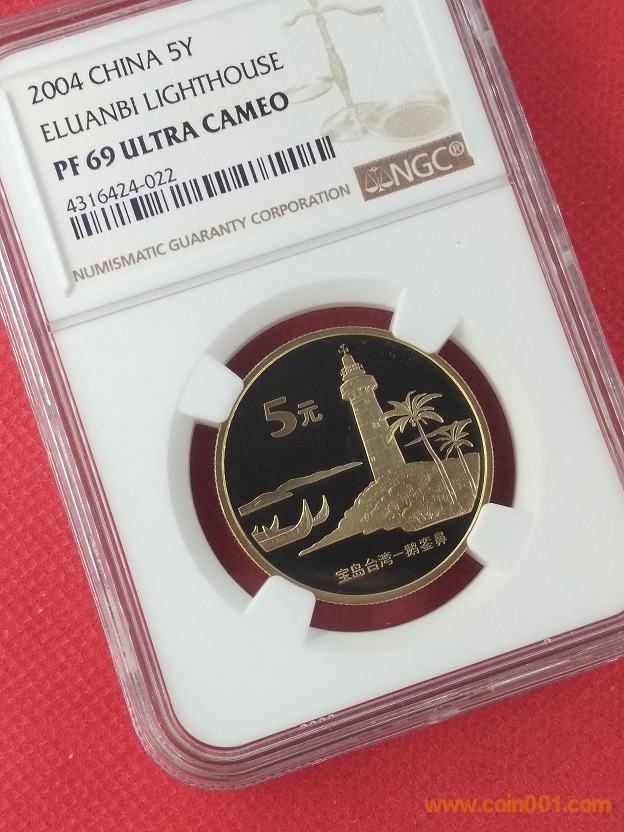 2004 CHINA 5Y
ELUANBI LIGHTHOUSE
PF 69 ULTRA CAMEO
4316424-022
NGC®
NUMISMATIC GUARANTY CORPORATION
5元
宝岛台湾—鹅銮鼻
www.coin001.com